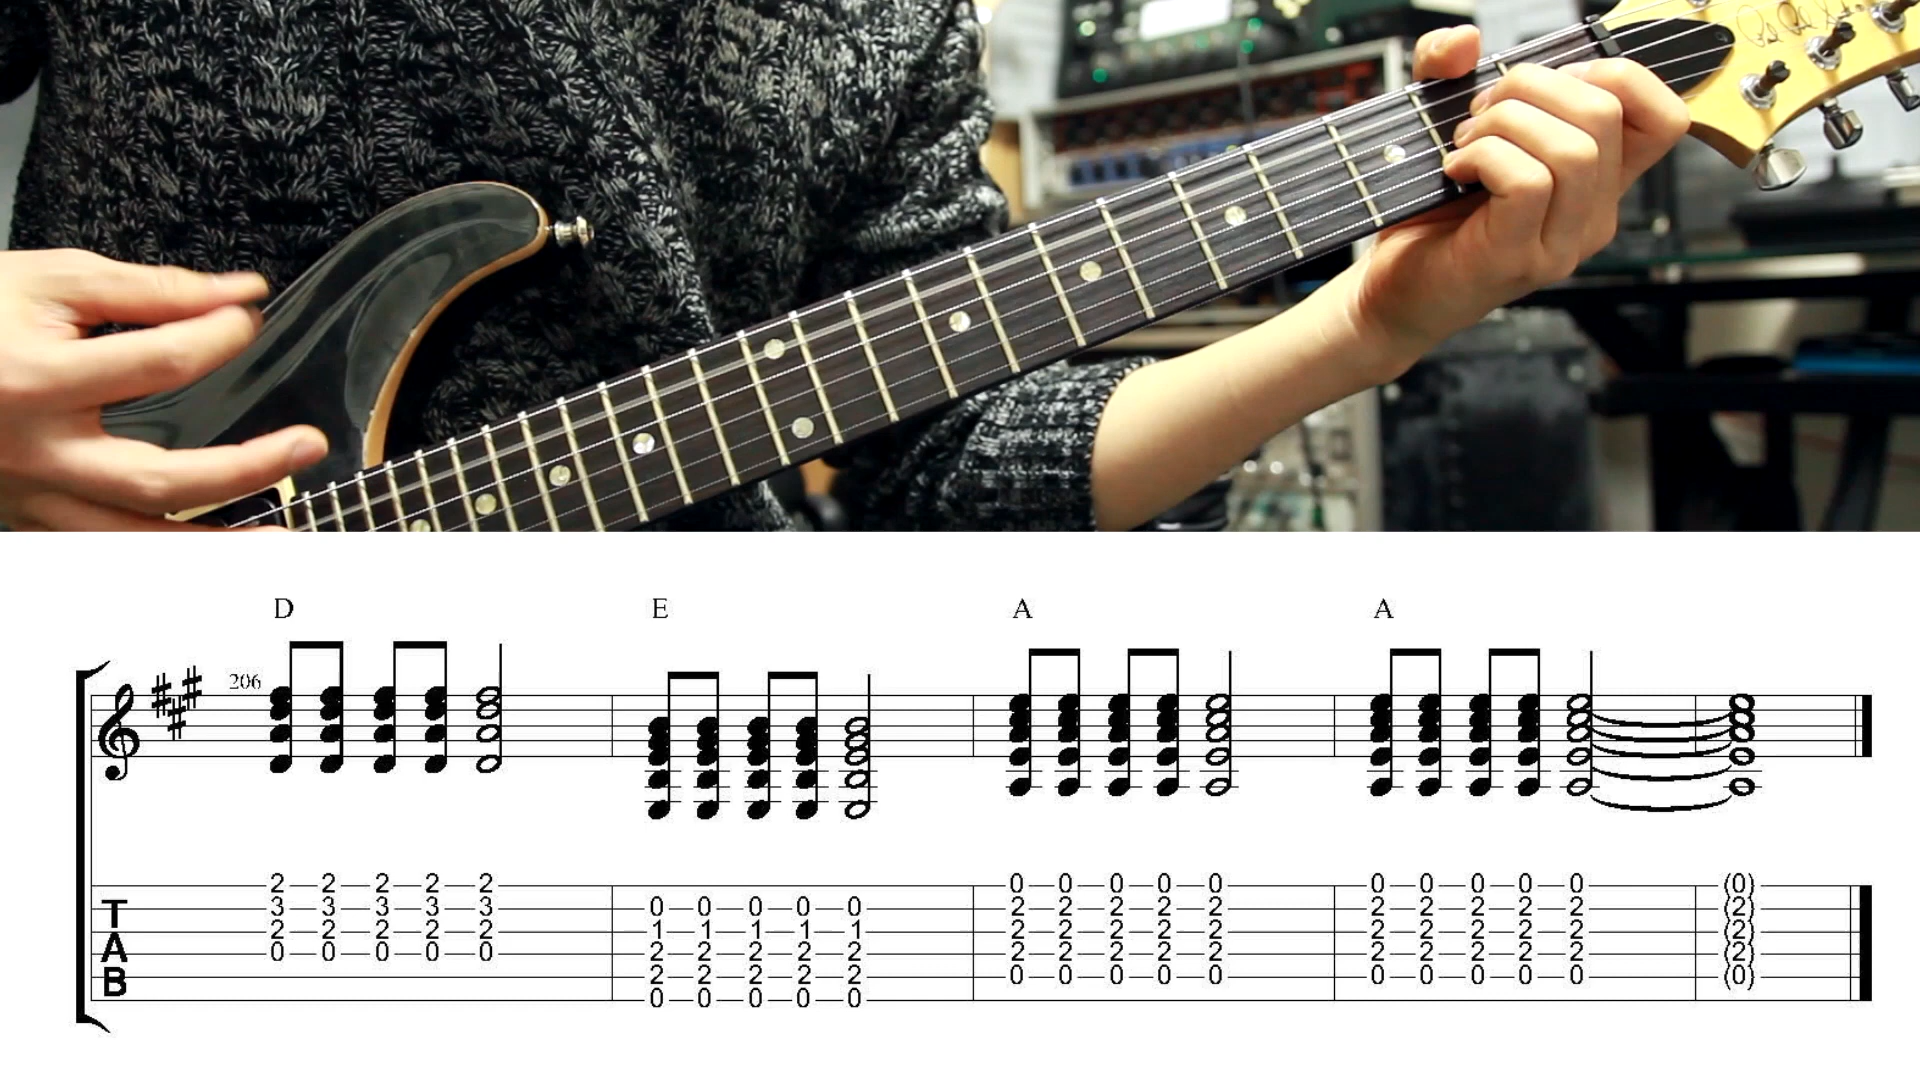 D E A A
206
2 2 2 2 2 0 0 0 0 0 0 0 0 0 0 (0)
3 3 3 3 3 0 0 0 0 0 2 2 2 2 2 2 2 2 2 2 (2)
2 2 2 2 2 1 1 1 1 1 2 2 2 2 2 2 2 2 2 2 (2)
0 0 0 0 0 2 2 2 2 2 2 2 2 2 2 2 2 2 2 2 (2)
2 2 2 2 2 0 0 0 0 0 0 0 0 0 0 (0)
0 0 0 0 0
T
A
B